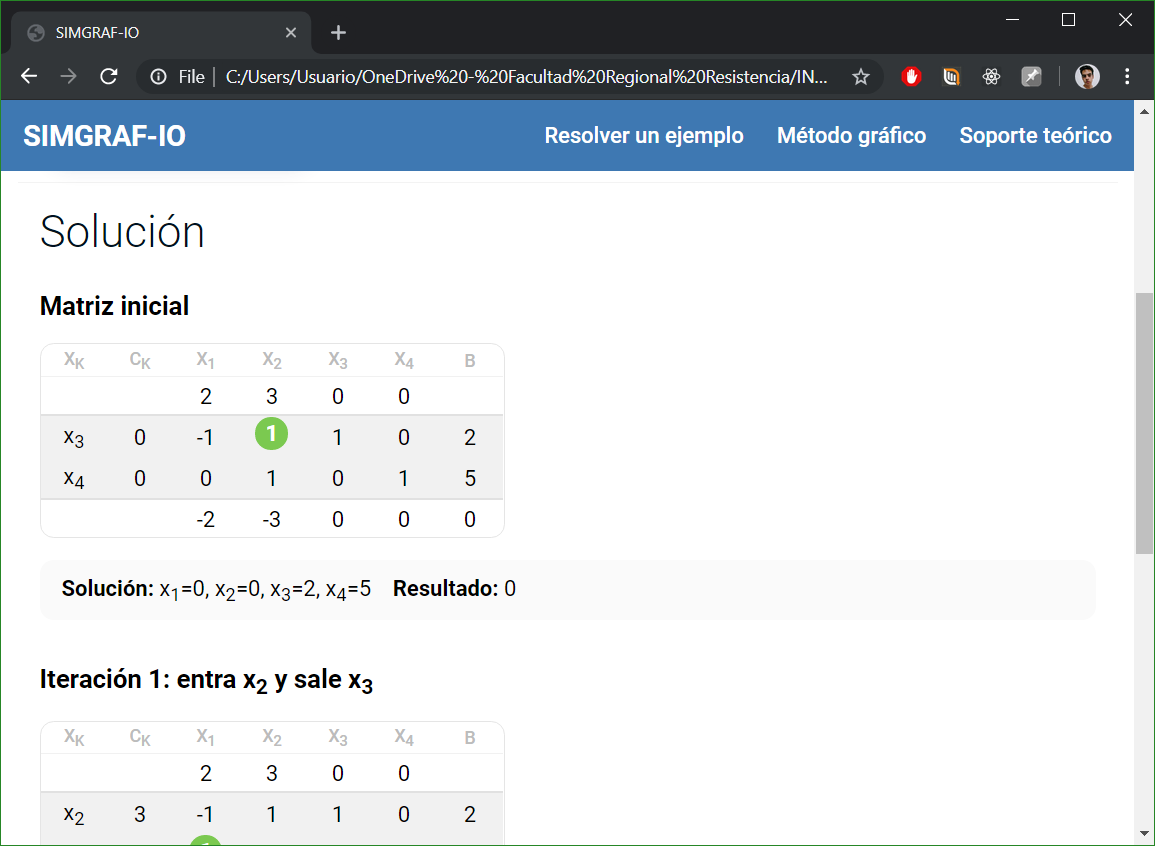 SIMGRAF-IO
File C:/Users/Usuario/OneDrive%20-%20Facultad%20Regional%20Resistencia/IN...
SIMGRAF-IO Resolver un ejemplo Método gráfico Soporte teórico
Solución
Matriz inicial
X_K C_K X_1 X_2 X_3 X_4 B
2 3 0 0
x_3 0 -1 1 1 0 2
x_4 0 0 1 0 1 5
-2 -3 0 0 0
Solución: x_1=0, x_2=0, x_3=2, x_4=5 Resultado: 0
Iteración 1: entra x_2 y sale x_3
X_K C_K X_1 X_2 X_3 X_4 B
2 3 0 0
x_2 3 -1 1 1 0 2